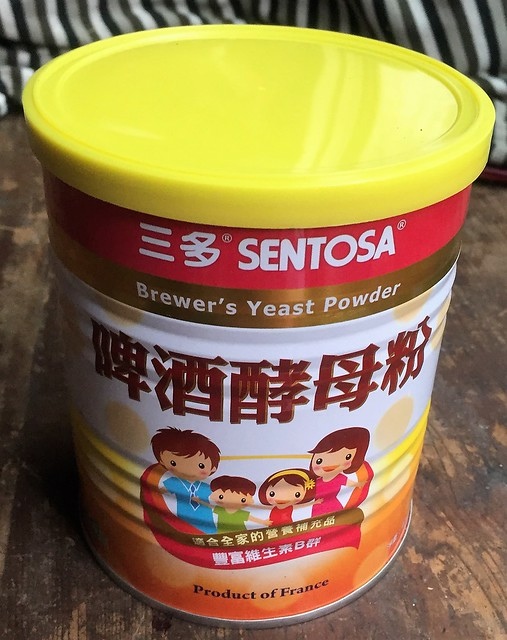 三多® SENTOSA®
Brewer's Yeast Powder
啤酒酵母粉
適合全家的營養補充品
豐富維生素B群
Product of France